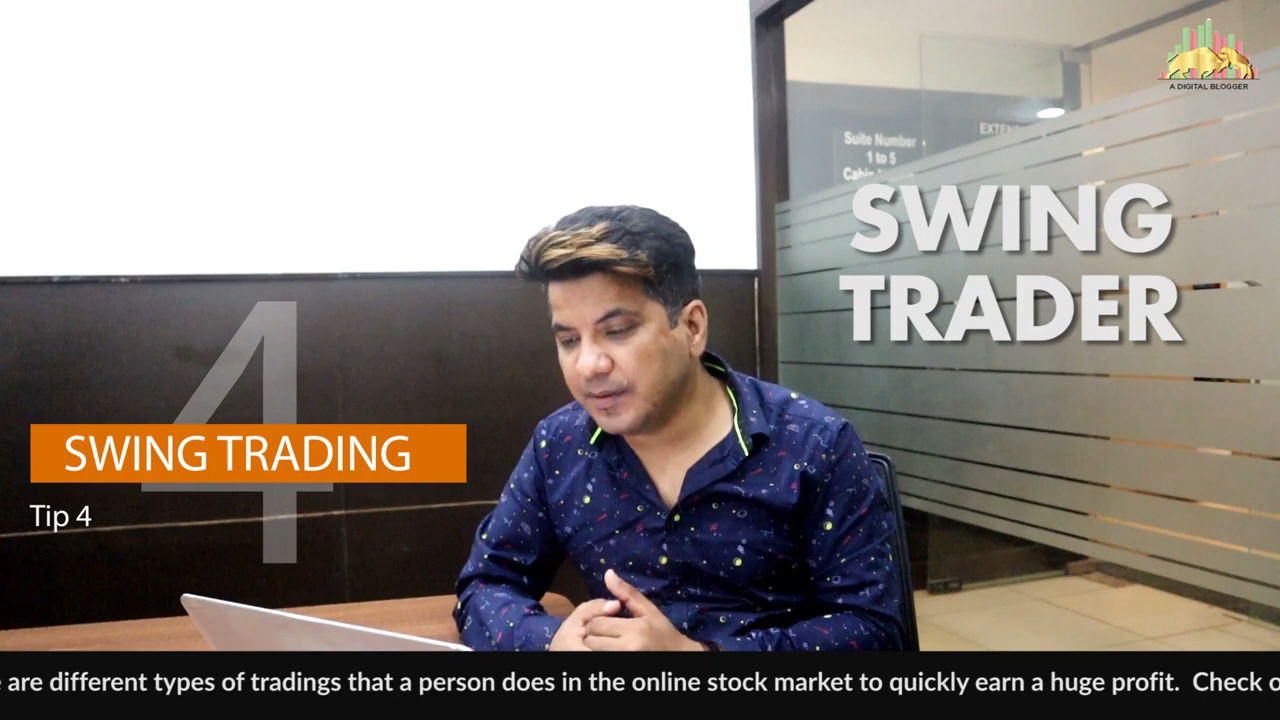 A DIGITAL BLOGGER
Suite Number
1 to 5
SWING
TRADER
4
SWING TRADING
Tip 4
are different types of tradings that a person does in the online stock market to quickly earn a huge profit. Check